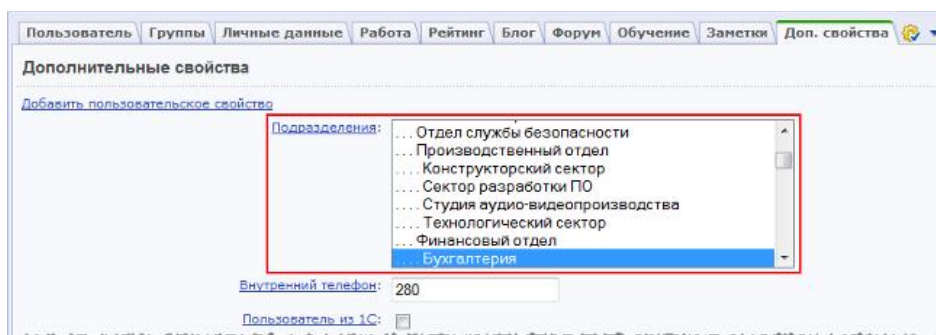 Пользователь Группы Личные данные Работа Рейтинг Блог Форум Обучение Заметки Доп. свойства
Дополнительные свойства
Добавить пользовательское свойство
Подразделения:
... Отдел службы безопасности
... Производственный отдел
.... Конструкторский сектор
.... Сектор разработки ПО
.... Студия аудио-видеопроизводства
.... Технологический сектор
... Финансовый отдел
.... Бухгалтерия
Внутренний телефон: 280
Пользователь из 1С: